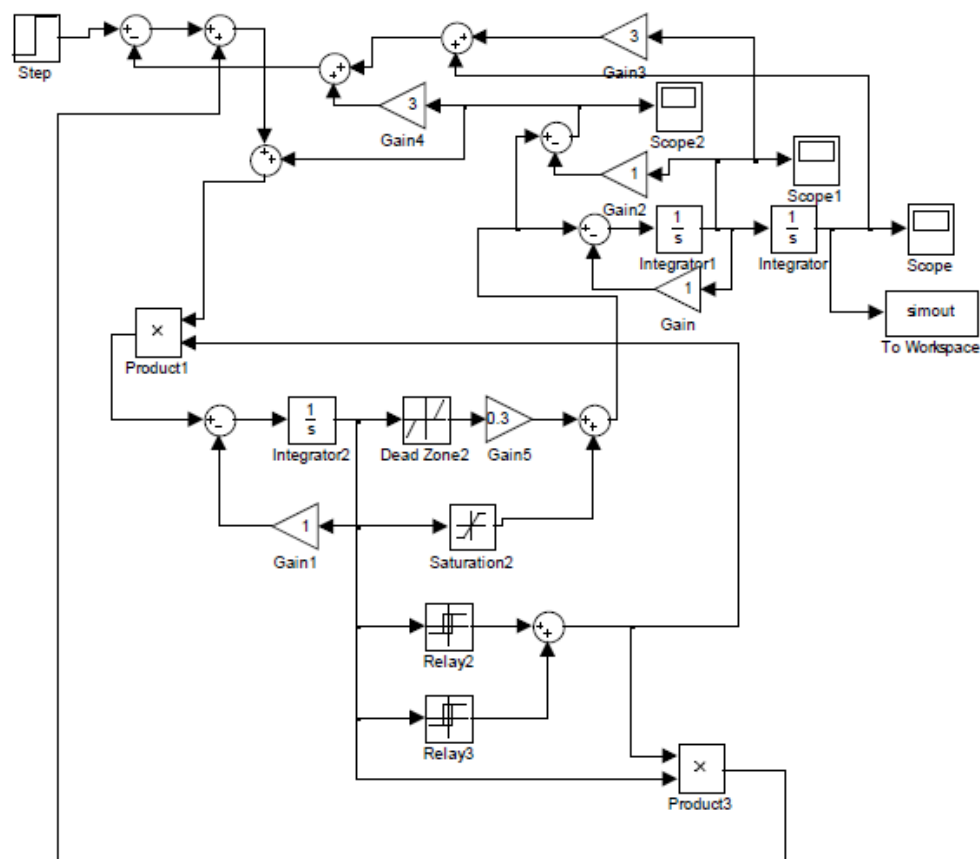 Step
3
Gain3
3
Gain4
Scope2
1
Gain2
Scope1
1
s
Integrator1
1
s
Integrator
Scope
1
Gain
simout
To Workspace
×
Product1
1
s
Integrator2
Dead Zone2
0.3
Gain5
1
Gain1
Saturation2
Relay2
Relay3
×
Product3